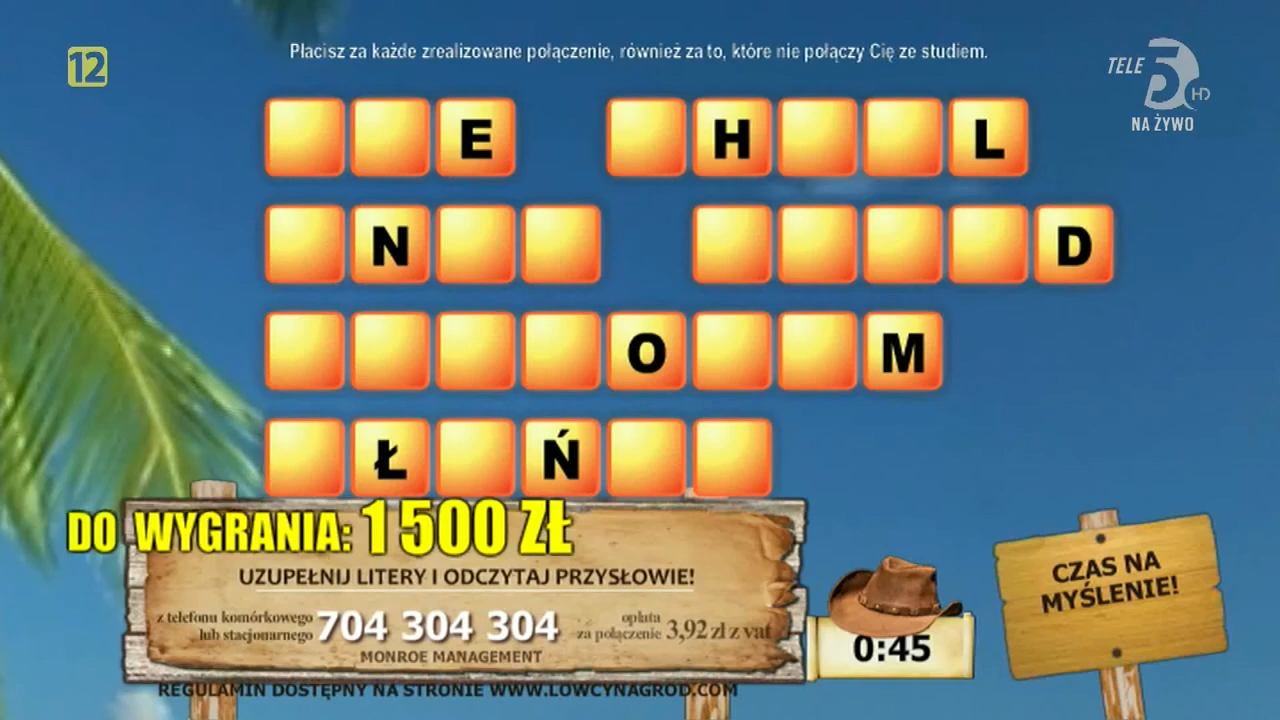 Płacisz za każde zrealizowane połączenie, również za to, które nie połączy Cię ze studiem.
12
TELE 5 HD
NA ŻYWO
E H L
N D
O M
Ł Ń
DO WYGRANIA: 1 500 ZŁ
UZUPEŁNIJ LITERY I ODCZYTAJ PRZYSŁOWIE!
z telefonu komórkowego
lub stacjonarnego
704 304 304
opłata
za połączenie 3,92 zł z vat
MONROE MANAGEMENT
REGULAMIN DOSTĘPNY NA STRONIE WWW.LOWCYNAGROD.COM
0:45
CZAS NA
MYŚLENIE!